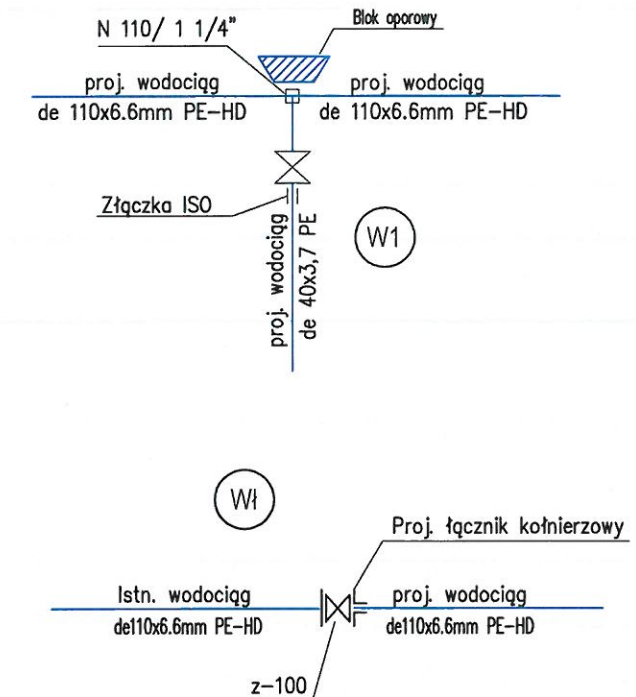 N 110/ 1 1/4"
Blok oporowy
proj. wodociąg
proj. wodociąg
de 110x6.6mm PE-HD
de 110x6.6mm PE-HD
Złączka ISO
proj. wodociąg
de 40x3,7 PE
W1
Wł
Proj. łącznik kołnierzowy
Istn. wodociąg
proj. wodociąg
de110x6.6mm PE-HD
de110x6.6mm PE-HD
z-100